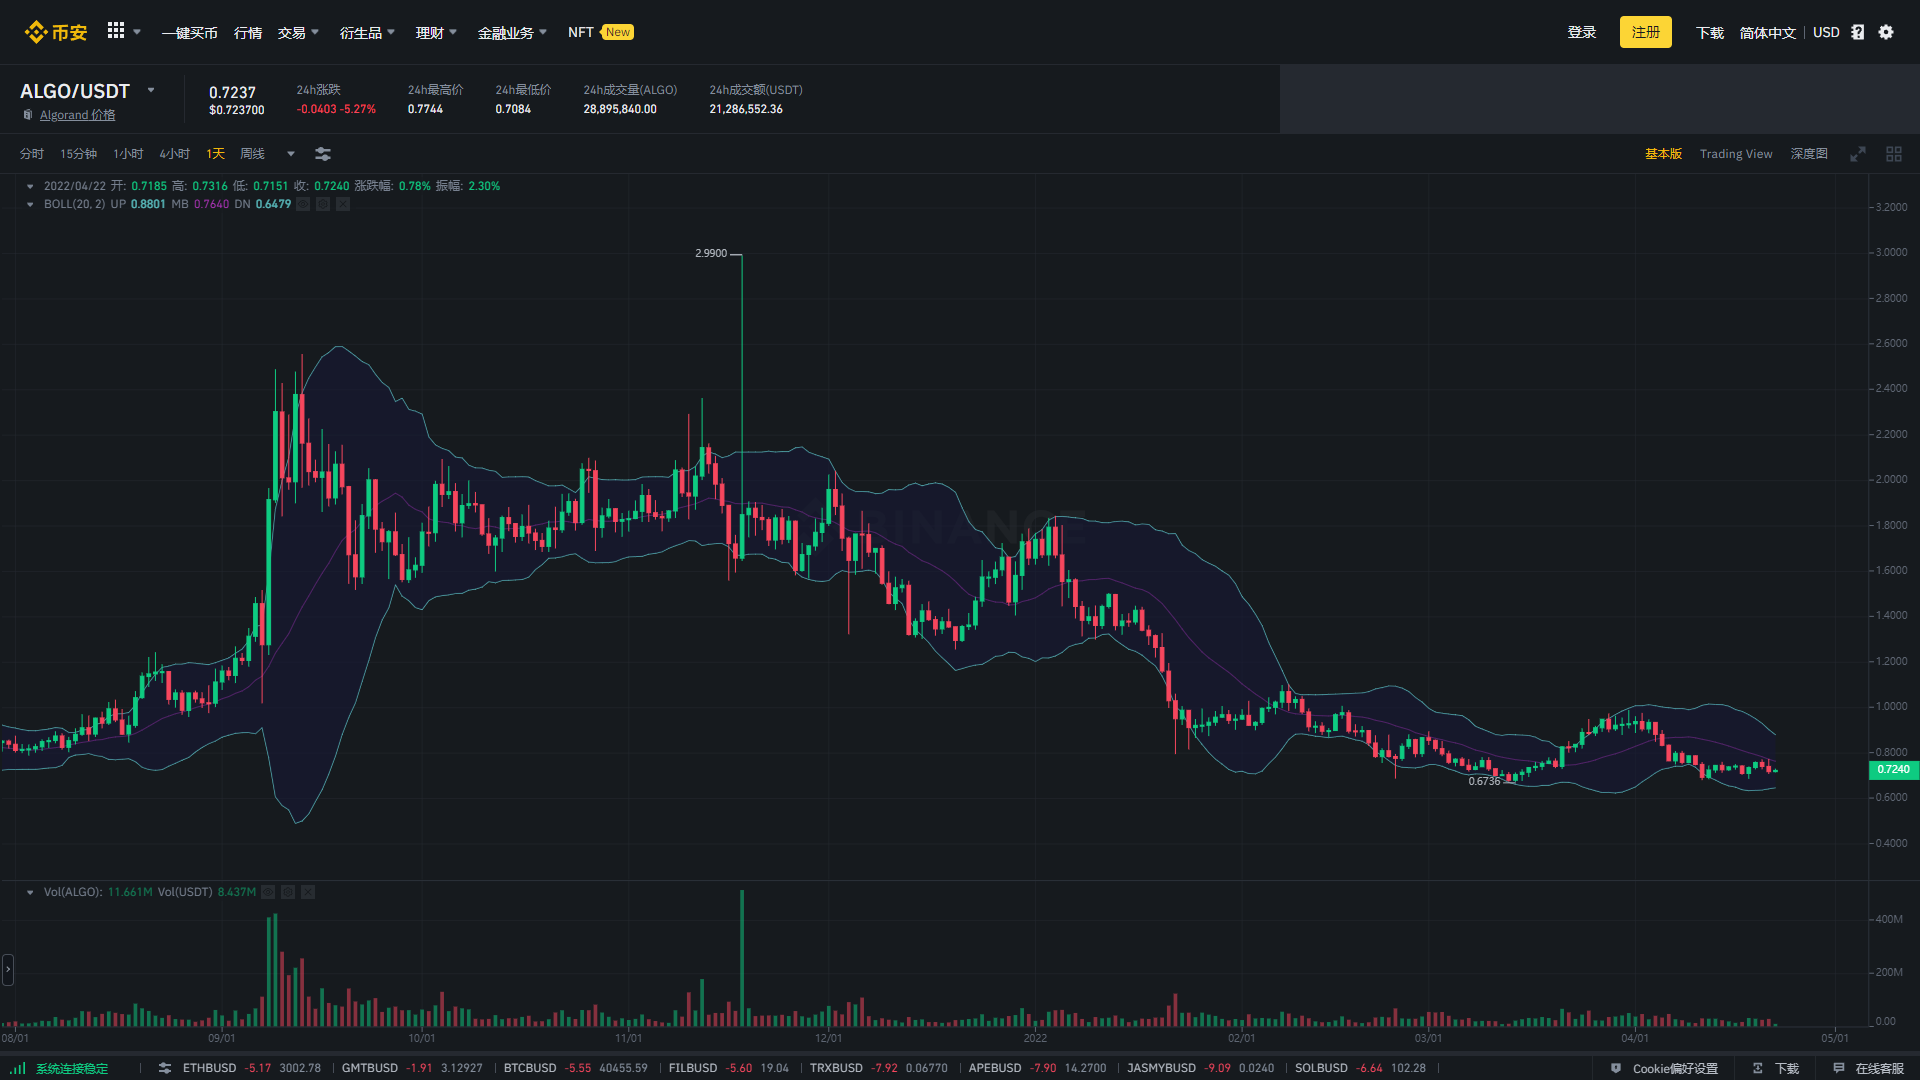 币安 一键买币 行情 交易 衍生品 理财 金融业务 NFT New 登录 注册 下载 简体中文 USD
ALGO/USDT 0.7237 24h涨跌 24h最高价 24h最低价 24h成交量(ALGO) 24h成交额(USDT)
Algorand 价格 $0.723700 -0.0403 -5.27% 0.7744 0.7084 28,895,840.00 21,286,552.36
分时 15分钟 1小时 4小时 1天 周线 基本版 Trading View 深度图
2022/04/22 开: 0.7185 高: 0.7316 低: 0.7151 收: 0.7240 涨跌幅: 0.78% 振幅: 2.30%
BOLL(20, 2) UP 0.8801 MB 0.7640 DN 0.6479
3.2000
2.9900
3.0000
2.8000
2.6000
2.4000
2.2000
2.0000
1.8000
BINANCE
1.6000
1.4000
1.2000
1.0000
0.8000
0.7240
0.6736
0.6000
0.4000
Vol(ALGO): 11.661M Vol(USDT) 8.437M
400M
200M
0.00
08/01 09/01 10/01 11/01 12/01 2022 02/01 03/01 04/01 05/01
系统连接稳定 ETHBUSD -5.17 3002.78 GMTBUSD -1.91 3.12927 BTCBUSD -5.55 40455.59 FILBUSD -5.60 19.04 TRXBUSD -7.92 0.06770 APEBUSD -7.90 14.2700 JASMYBUSD -9.09 0.0240 SOLBUSD -6.64 102.28 Cookie偏好设置 下载 在线客服